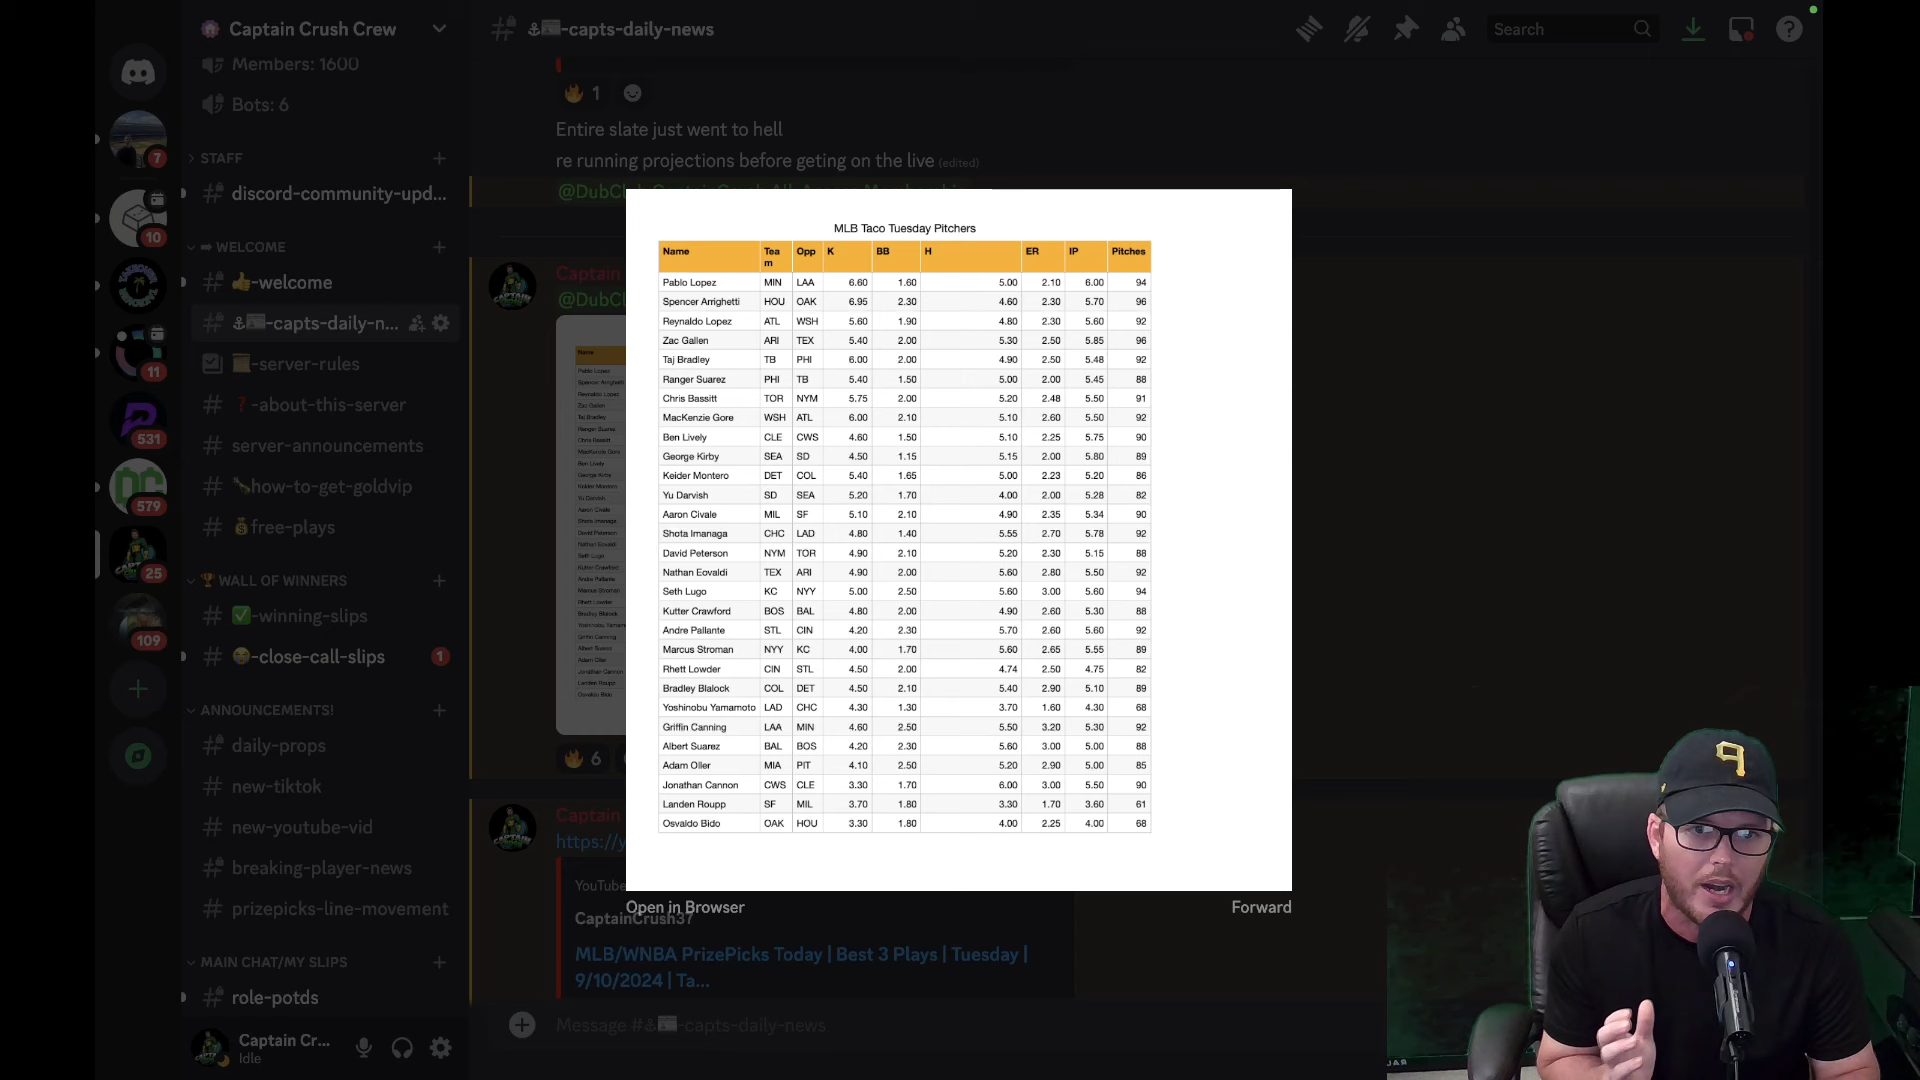 Captain Crush Crew
Members: 1600
Bots: 6
STAFF
discord-community-upd...
WELCOME
-welcome
-capts-daily-n...
-server-rules
-about-this-server
server-announcements
how-to-get-goldvip
free-plays
WALL OF WINNERS
-winning-slips
-close-call-slips
1
ANNOUNCEMENTS!
daily-props
new-tiktok
new-youtube-vid
breaking-player-news
prizepicks-line-movement
MAIN CHAT/MY SLIPS
role-potds
Captain Cr...
Idle
7
10
11
531
579
25
109
-capts-daily-news
Search
1
Entire slate just went to hell
re running projections before geting on the live (edited)
@DubCl
Captain
@DubCl
6
Captain
https://y
YouTube
CaptainCrush37
MLB/WNBA PrizePicks Today | Best 3 Plays | Tuesday |
9/10/2024 | Ta...
Message #-capts-daily-news
MLB Taco Tuesday Pitchers
Name Team Opp K BB H ER IP Pitches
Pablo Lopez MIN LAA 6.60 1.60 5.00 2.10 6.00 94
Spencer Arrighetti HOU OAK 6.95 2.30 4.60 2.30 5.70 96
Reynaldo Lopez ATL WSH 5.60 1.90 4.80 2.30 5.60 92
Zac Gallen ARI TEX 5.40 2.00 5.30 2.50 5.85 96
Taj Bradley TB PHI 6.00 2.00 4.90 2.50 5.48 92
Ranger Suarez PHI TB 5.40 1.50 5.00 2.00 5.45 88
Chris Bassitt TOR NYM 5.75 2.00 5.20 2.48 5.50 91
MacKenzie Gore WSH ATL 6.00 2.10 5.10 2.60 5.50 92
Ben Lively CLE CWS 4.60 1.50 5.10 2.25 5.75 90
George Kirby SEA SD 4.50 1.15 5.15 2.00 5.80 89
Keider Montero DET COL 5.40 1.65 5.00 2.23 5.20 86
Yu Darvish SD SEA 5.20 1.70 4.00 2.00 5.28 82
Aaron Civale MIL SF 5.10 2.10 4.90 2.35 5.34 90
Shota Imanaga CHC LAD 4.80 1.40 5.55 2.70 5.78 92
David Peterson NYM TOR 4.90 2.10 5.20 2.30 5.15 88
Nathan Eovaldi TEX ARI 4.90 2.00 5.60 2.80 5.50 92
Seth Lugo KC NYY 5.00 2.50 5.60 3.00 5.60 94
Kutter Crawford BOS BAL 4.80 2.00 4.90 2.60 5.30 88
Andre Pallante STL CIN 4.20 2.30 5.70 2.60 5.60 92
Marcus Stroman NYY KC 4.00 1.70 5.60 2.65 5.55 89
Rhett Lowder CIN STL 4.50 2.00 4.74 2.50 4.75 82
Bradley Blalock COL DET 4.50 2.10 5.40 2.90 5.10 89
Yoshinobu Yamamoto LAD CHC 4.30 1.30 3.70 1.60 4.30 68
Griffin Canning LAA MIN 4.60 2.50 5.50 3.20 5.30 92
Albert Suarez BAL BOS 4.20 2.30 5.60 3.00 5.00 88
Adam Oller MIA PIT 4.10 2.50 5.20 2.90 5.00 85
Jonathan Cannon CWS CLE 3.30 1.70 6.00 3.00 5.50 90
Landen Roupp SF MIL 3.70 1.80 3.30 1.70 3.60 61
Osvaldo Bido OAK HOU 3.30 1.80 4.00 2.25 4.00 68
Open in Browser
Forward